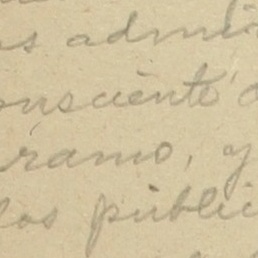 as admi
onsciente
ramo, y
los públic